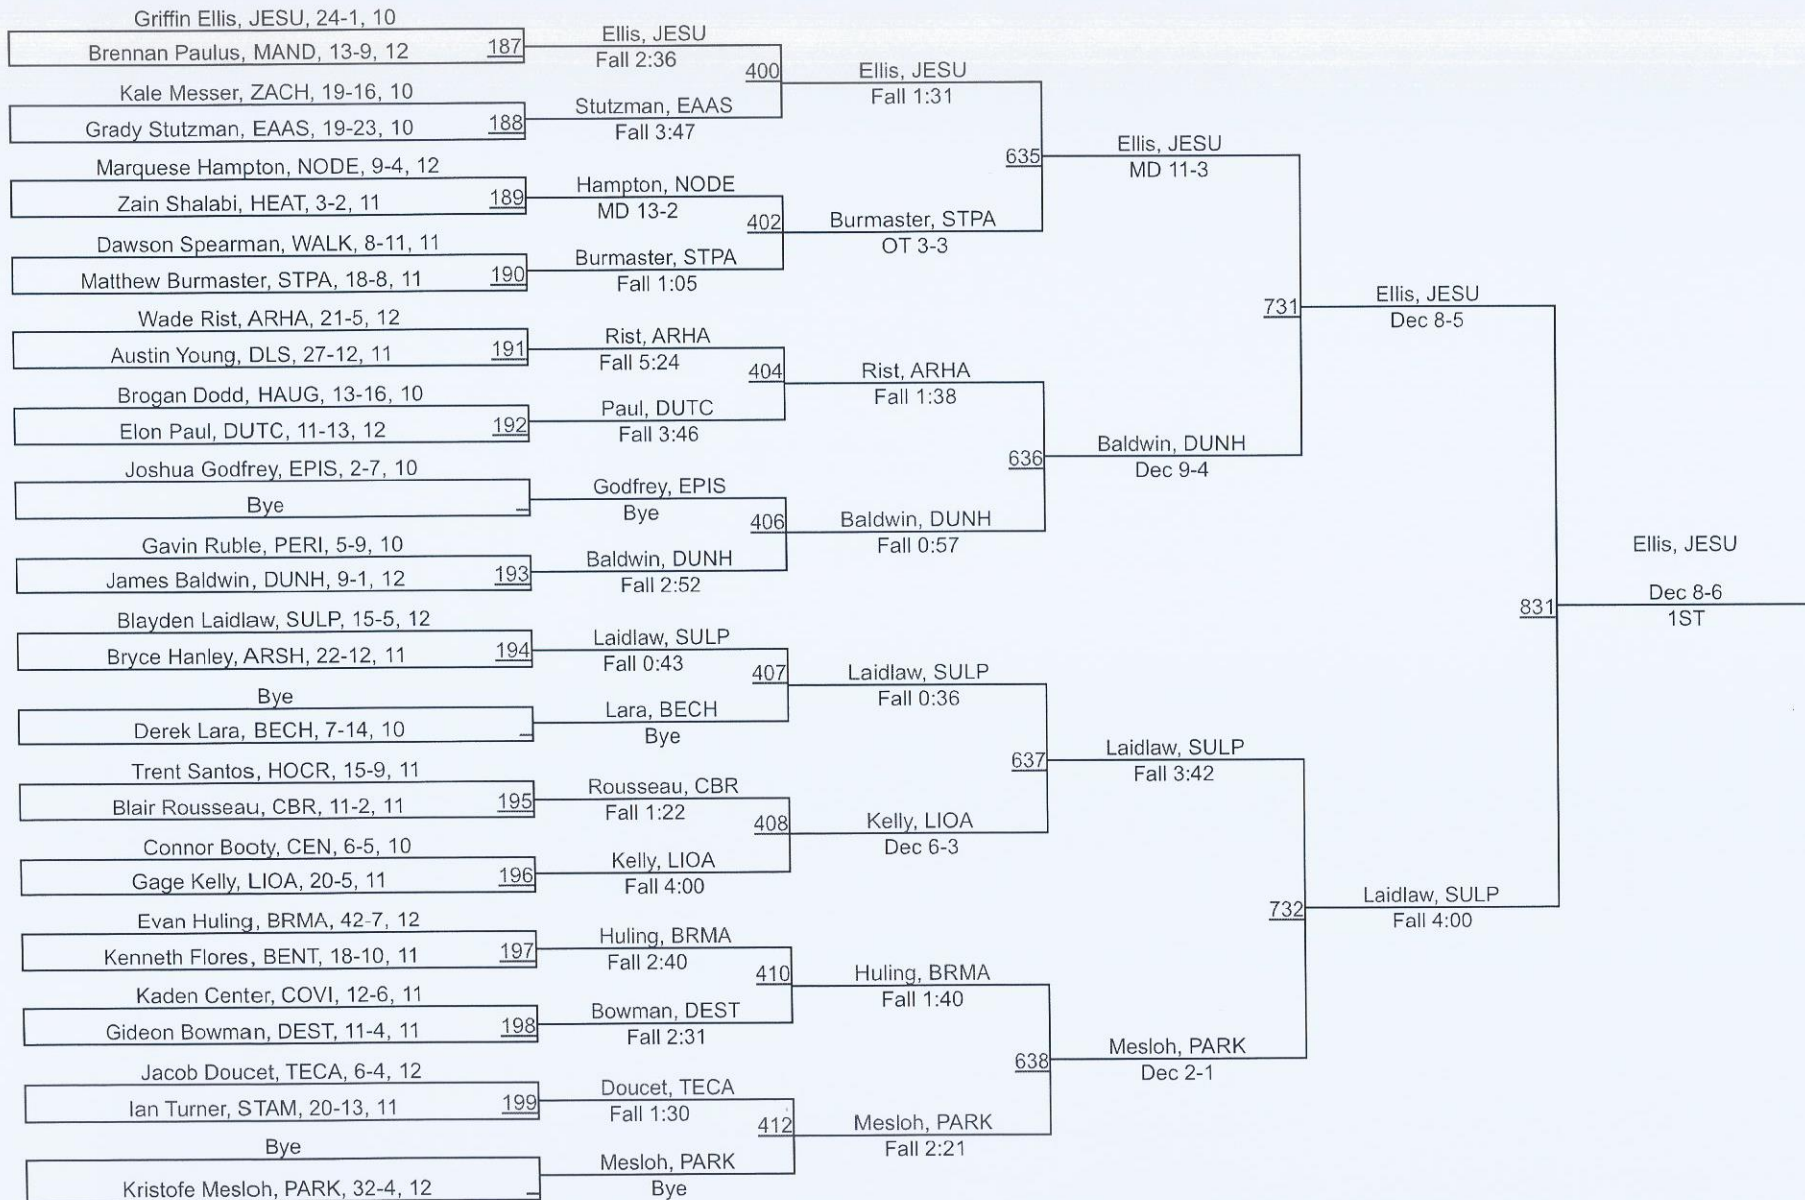 Griffin Ellis, JESU, 24-1, 10
Brennan Paulus, MAND, 13-9, 12
187
Kale Messer, ZACH, 19-16, 10
Grady Stutzman, EAAS, 19-23, 10
188
Marquese Hampton, NODE, 9-4, 12
Zain Shalabi, HEAT, 3-2, 11
189
Dawson Spearman, WALK, 8-11, 11
Matthew Burmaster, STPA, 18-8, 11
190
Wade Rist, ARHA, 21-5, 12
Austin Young, DLS, 27-12, 11
191
Brogan Dodd, HAUG, 13-16, 10
Elon Paul, DUTC, 11-13, 12
192
Joshua Godfrey, EPIS, 2-7, 10
Bye
Gavin Ruble, PERI, 5-9, 10
James Baldwin, DUNH, 9-1, 12
193
Blayden Laidlaw, SULP, 15-5, 12
Bryce Hanley, ARSH, 22-12, 11
194
Bye
Derek Lara, BECH, 7-14, 10
Trent Santos, HOCR, 15-9, 11
Blair Rousseau, CBR, 11-2, 11
195
Connor Booty, CEN, 6-5, 10
Gage Kelly, LIOA, 20-5, 11
196
Evan Huling, BRMA, 42-7, 12
Kenneth Flores, BENT, 18-10, 11
197
Kaden Center, COVI, 12-6, 11
Gideon Bowman, DEST, 11-4, 11
198
Jacob Doucet, TECA, 6-4, 12
Ian Turner, STAM, 20-13, 11
199
Bye
Kristofe Mesloh, PARK, 32-4, 12
Ellis, JESU
Fall 2:36
400
Stutzman, EAAS
Fall 3:47
Hampton, NODE
MD 13-2
402
Burmaster, STPA
Fall 1:05
Rist, ARHA
Fall 5:24
404
Paul, DUTC
Fall 3:46
Godfrey, EPIS
Bye
406
Baldwin, DUNH
Fall 2:52
Laidlaw, SULP
Fall 0:43
407
Lara, BECH
Bye
Rousseau, CBR
Fall 1:22
408
Kelly, LIOA
Fall 4:00
Huling, BRMA
Fall 2:40
410
Bowman, DEST
Fall 2:31
Doucet, TECA
Fall 1:30
412
Mesloh, PARK
Bye
Ellis, JESU
Fall 1:31
635
Burmaster, STPA
OT 3-3
Rist, ARHA
Fall 1:38
636
Baldwin, DUNH
Fall 0:57
Laidlaw, SULP
Fall 0:36
637
Kelly, LIOA
Dec 6-3
Huling, BRMA
Fall 1:40
638
Mesloh, PARK
Fall 2:21
Ellis, JESU
MD 11-3
731
Baldwin, DUNH
Dec 9-4
Laidlaw, SULP
Fall 3:42
732
Mesloh, PARK
Dec 2-1
Ellis, JESU
Dec 8-5
831
Laidlaw, SULP
Fall 4:00
Ellis, JESU
Dec 8-6
1ST